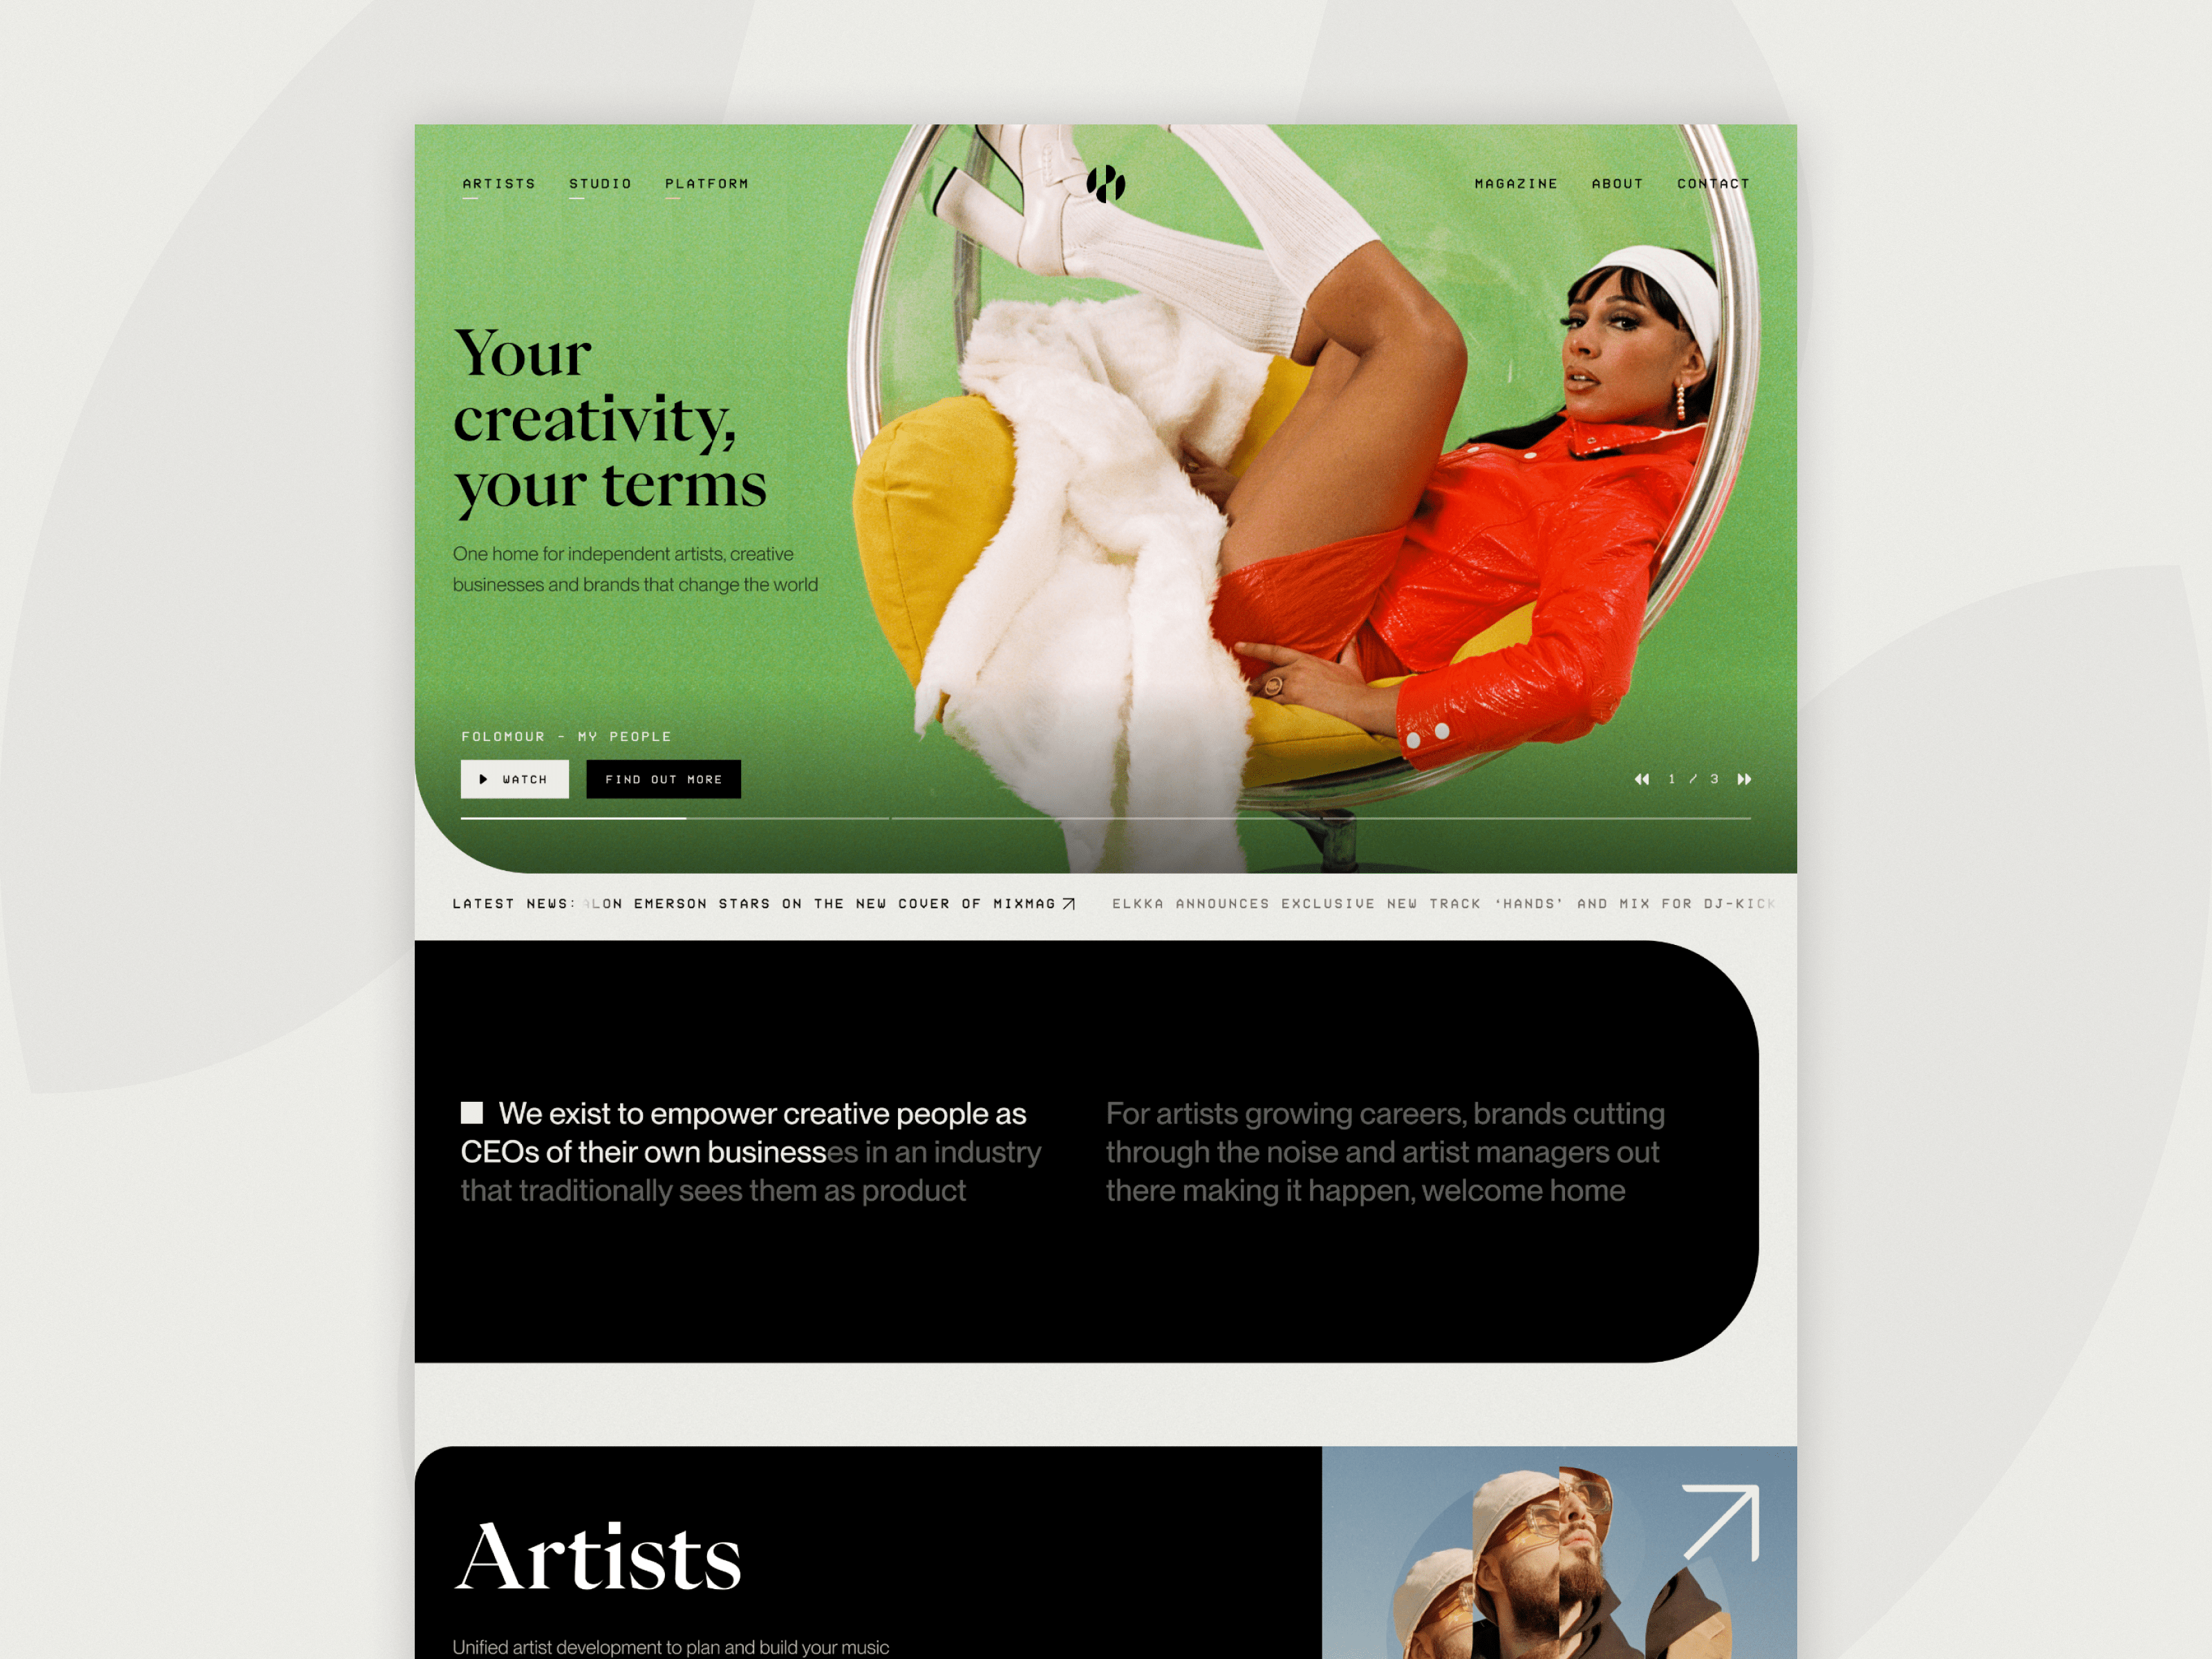 ARTISTS STUDIO PLATFORM MAGAZINE ABOUT CONTACT
Your
creativity,
your terms
One home for independent artists, creative
businesses and brands that change the world
FOLOMOUR - MY PEOPLE
WATCH FIND OUT MORE
1 / 3
LATEST NEWS: ALON EMERSON STARS ON THE NEW COVER OF MIXMAG ELKKA ANNOUNCES EXCLUSIVE NEW TRACK ‘HANDS’ AND MIX FOR DJ-KICK
We exist to empower creative people as
CEOs of their own businesses in an industry
that traditionally sees them as product
For artists growing careers, brands cutting
through the noise and artist managers out
there making it happen, welcome home
Artists
Unified artist development to plan and build your music